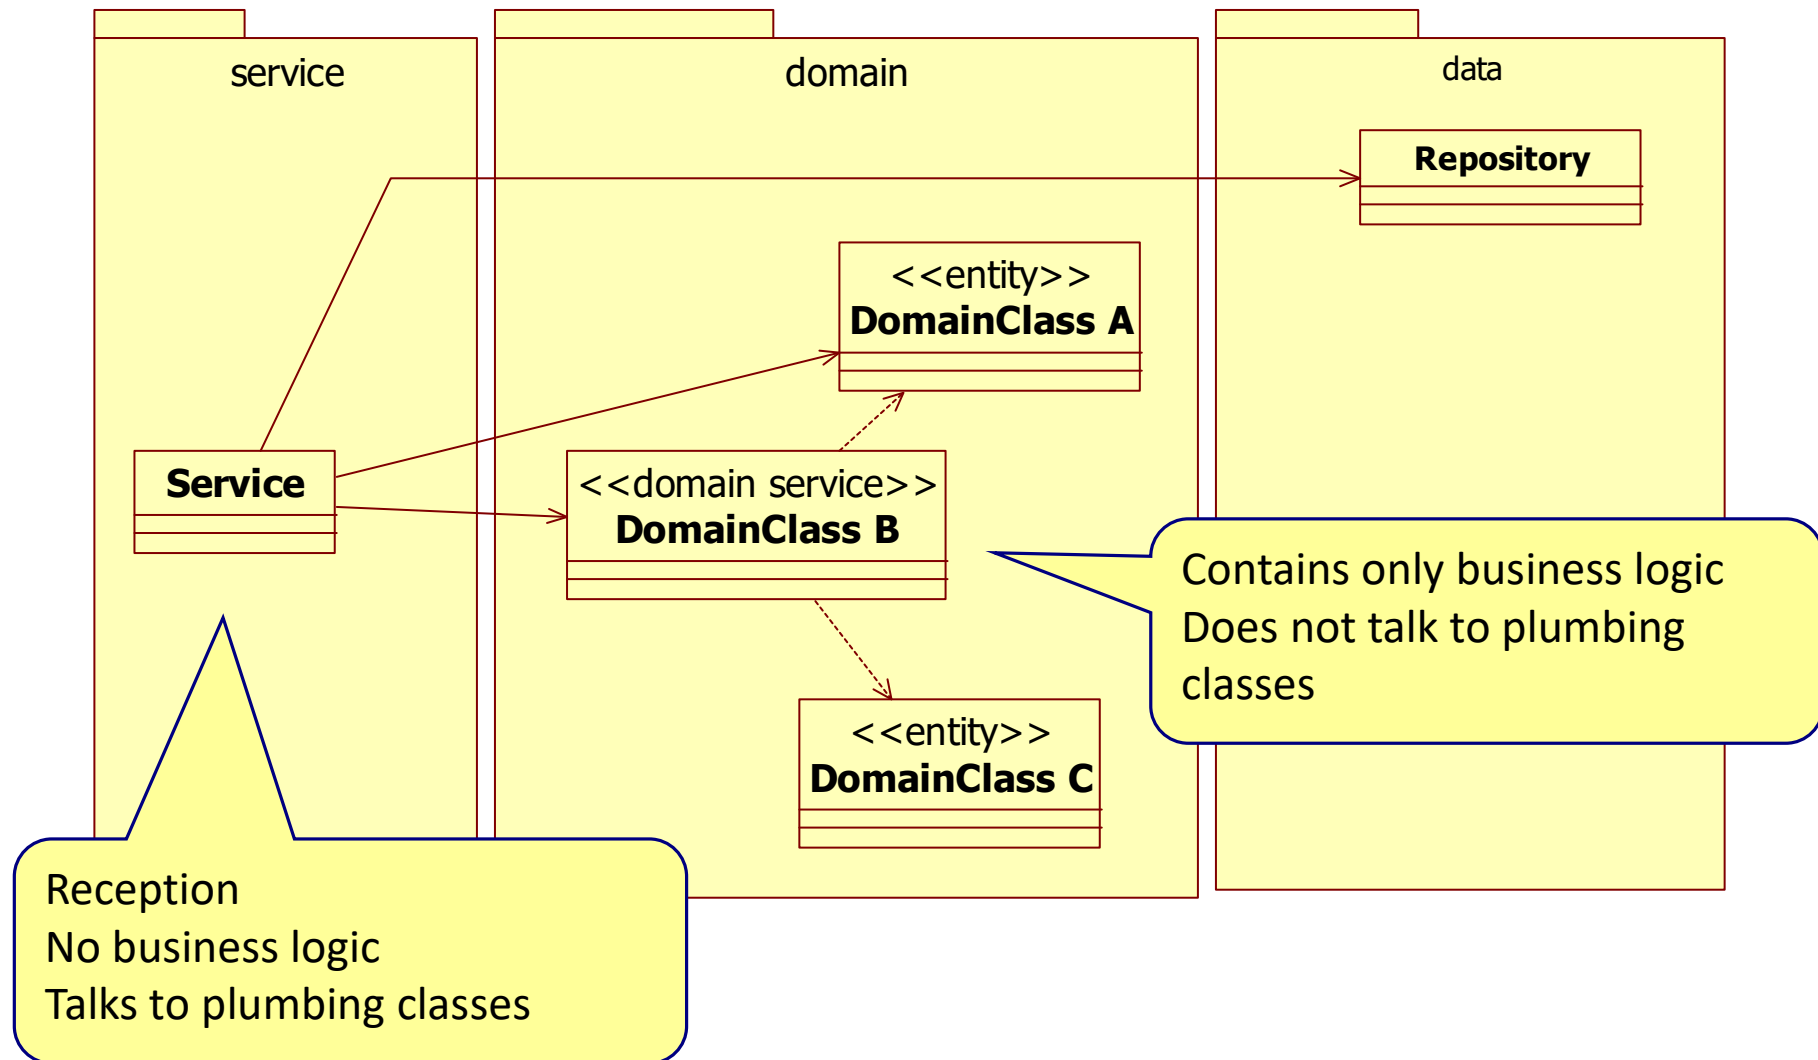 service
domain
data
Repository
<<entity>>
DomainClass A
Service
<<domain service>>
DomainClass B
Contains only business logic
Does not talk to plumbing
classes
<<entity>>
DomainClass C
Reception
No business logic
Talks to plumbing classes